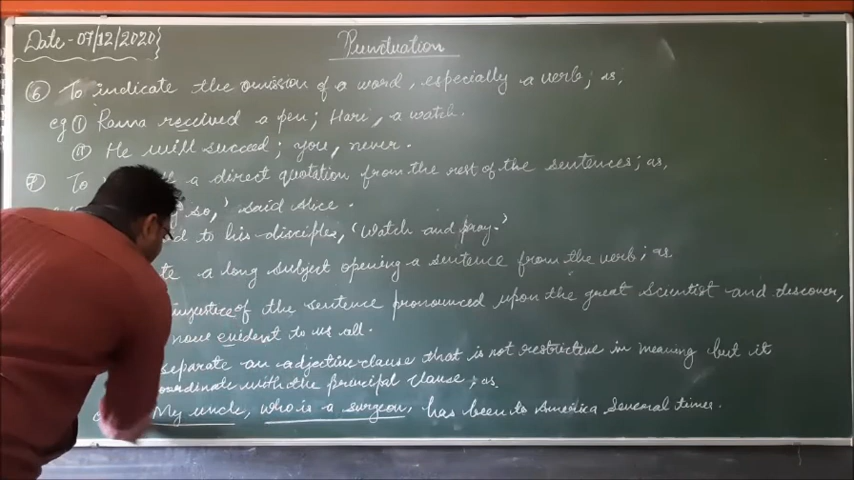 Date - 07/12/2020
Punctuation
⑥ To indicate the omission of a word, especially a verb; as,
eg ① Rama received a pen; Hari, a watch.
② He will succeed; you, never.
⑦ To a direct quotation from the rest of the sentences; as,
so,' said Alice.
to his disciples, 'Watch and pray.'
a long subject opening a sentence from the verb; as
injustice of the sentence pronounced upon the great Scientist and discover,
now evident to us all.
separate an adjective clause that is not restrictive in meaning but it
coordinate with the principal clause; as.
My uncle, who is a surgeon, has been to America Several times.